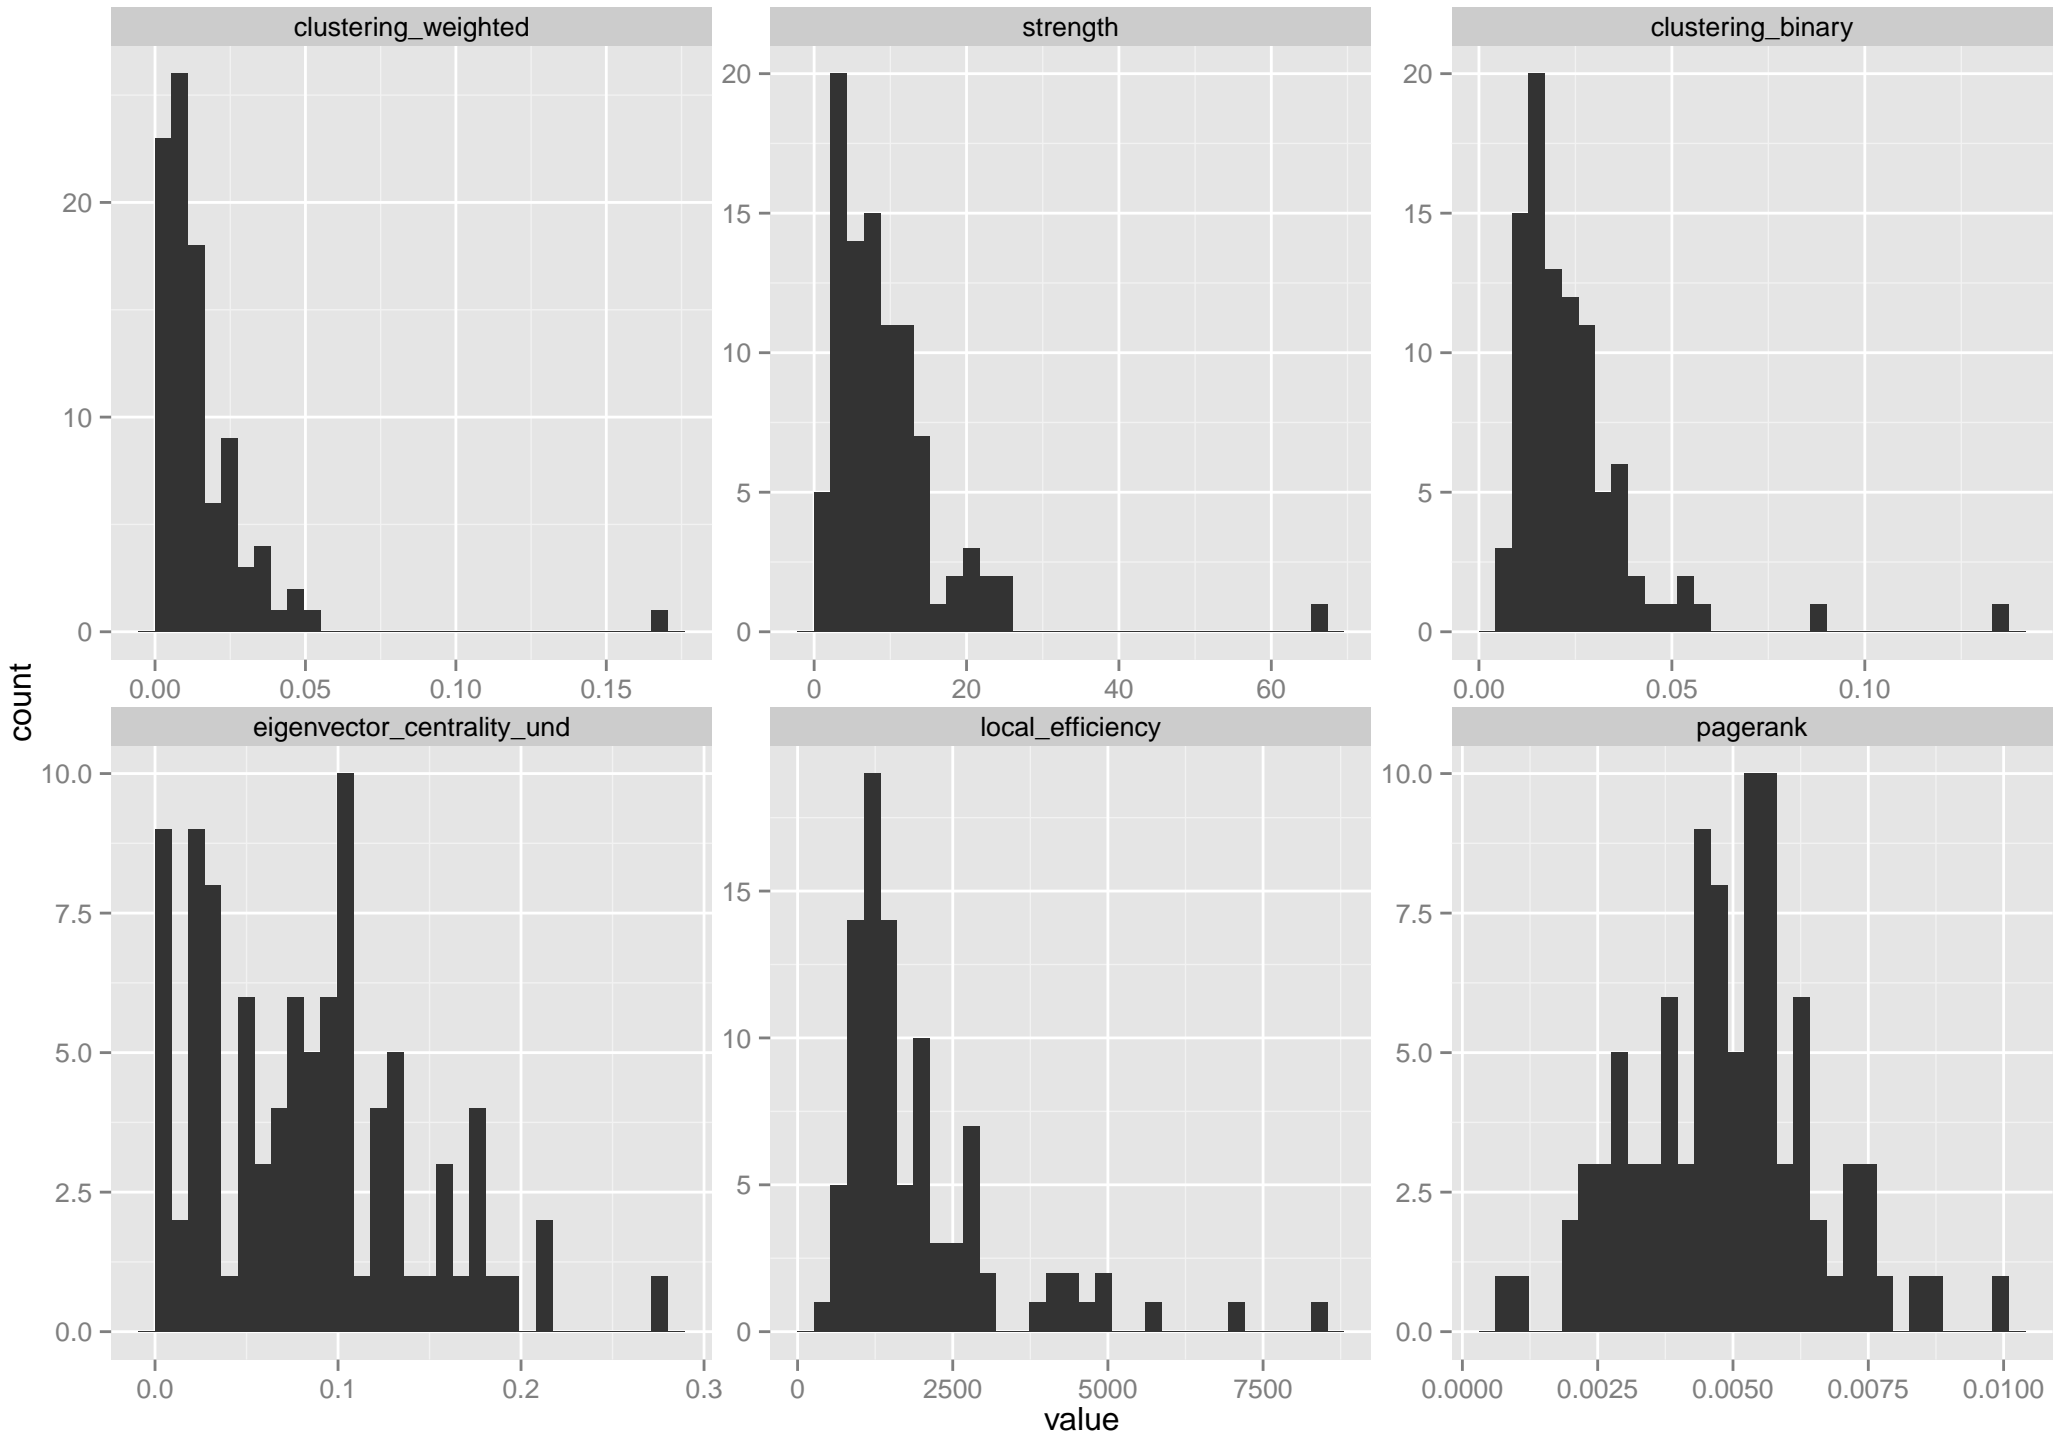 clustering_weighted
strength
clustering_binary
20
10
0
0.00 0.05 0.10 0.15
20
15
10
5
0
0 20 40 60
20
15
10
5
0
0.00 0.05 0.10
count
eigenvector_centrality_und
local_efficiency
pagerank
10.0
7.5
5.0
2.5
0.0
0.0 0.1 0.2 0.3
15
10
5
0
0 2500 5000 7500
10.0
7.5
5.0
2.5
0.0
0.0000 0.0025 0.0050 0.0075 0.0100
value